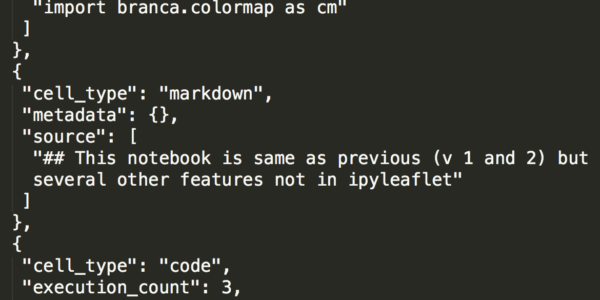 "import branca.colormap as cm"
]
},
{
"cell_type": "markdown",
"metadata": {},
"source": [
"## This notebook is same as previous (v 1 and 2) but
several other features not in ipyleaflet"
]
},
{
"cell_type": "code",
"execution_count": 3,